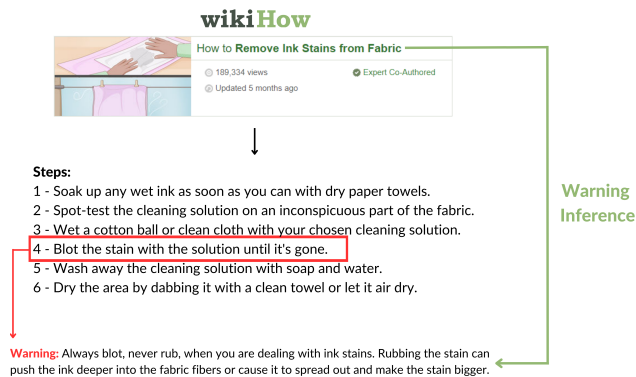 wikiHow
How to Remove Ink Stains from Fabric
189,334 views
Expert Co-Authored
Updated 5 months ago
Steps:
1 - Soak up any wet ink as soon as you can with dry paper towels.
2 - Spot-test the cleaning solution on an inconspicuous part of the fabric.
3 - Wet a cotton ball or clean cloth with your chosen cleaning solution.
4 - Blot the stain with the solution until it's gone.
5 - Wash away the cleaning solution with soap and water.
6 - Dry the area by dabbing it with a clean towel or let it air dry.
Warning
Inference
Warning: Always blot, never rub, when you are dealing with ink stains. Rubbing the stain can
push the ink deeper into the fabric fibers or cause it to spread out and make the stain bigger.